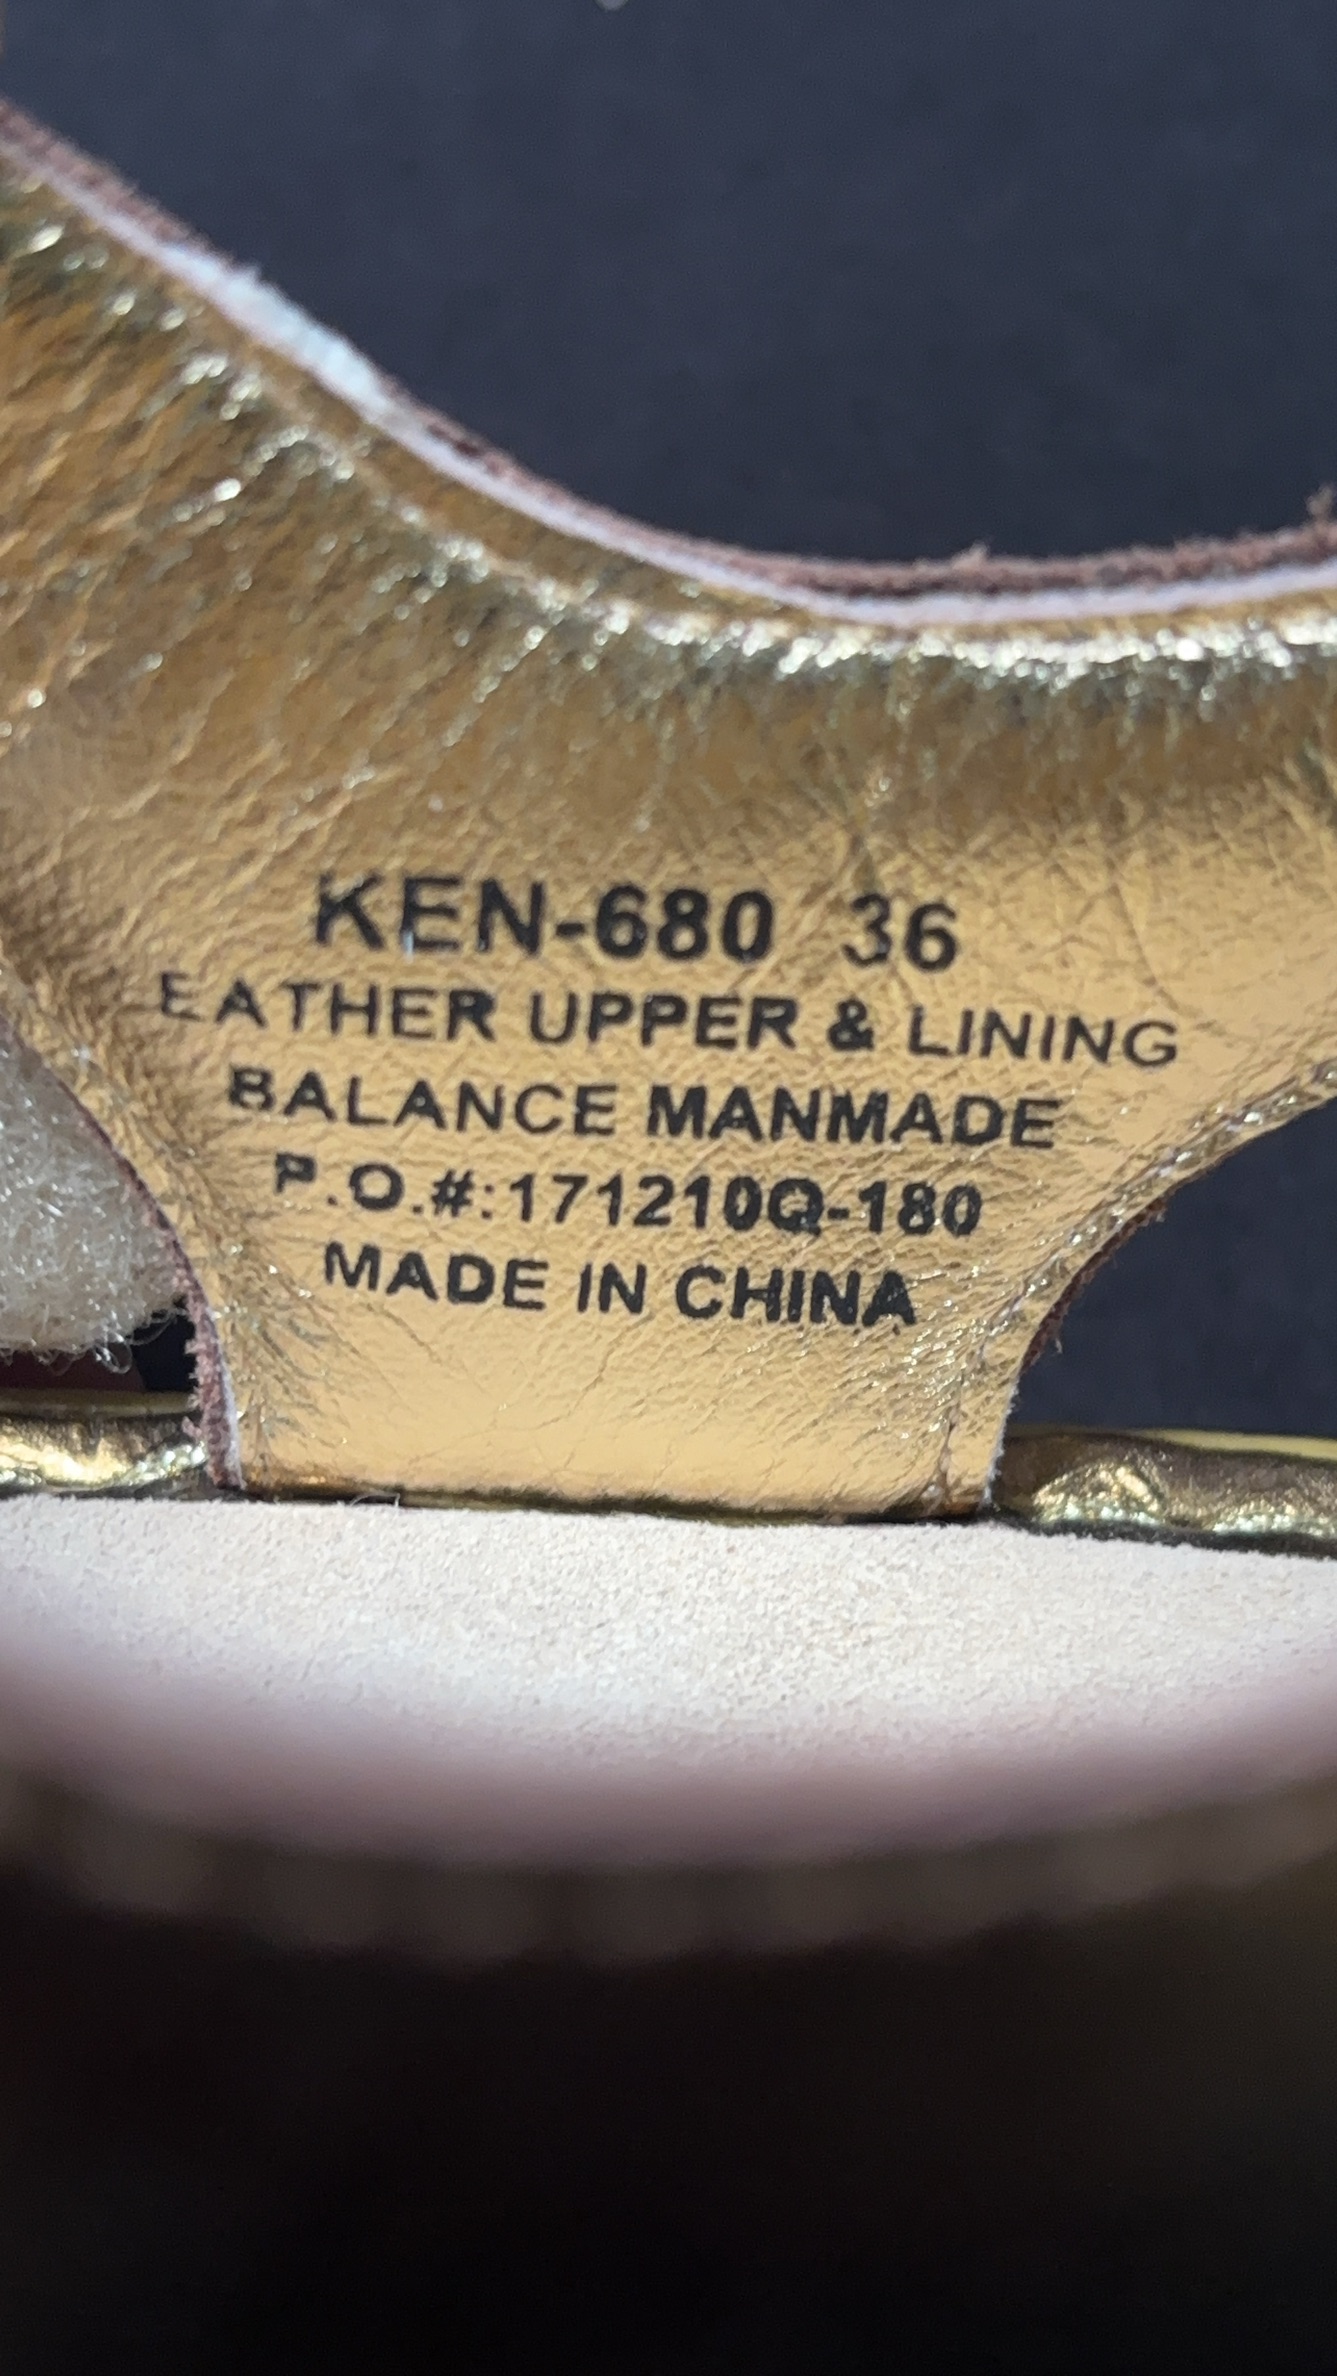 KEN-680 36
EATHER UPPER & LINING
BALANCE MANMADE
P.O.#:171210Q-180
MADE IN CHINA